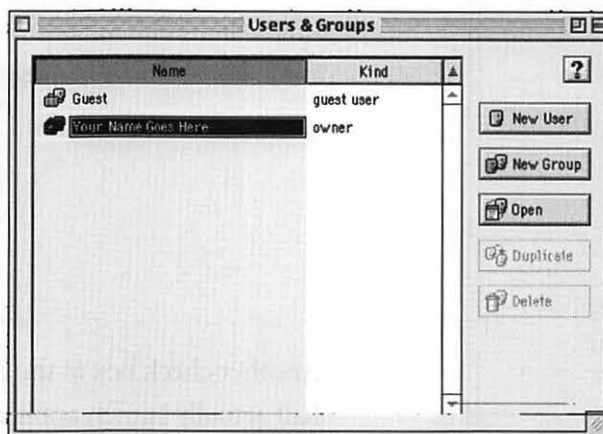 Users & Groups
Name Kind
?
Guest guest user
Your Name Goes Here owner
New User
New Group
Open
Duplicate
Delete